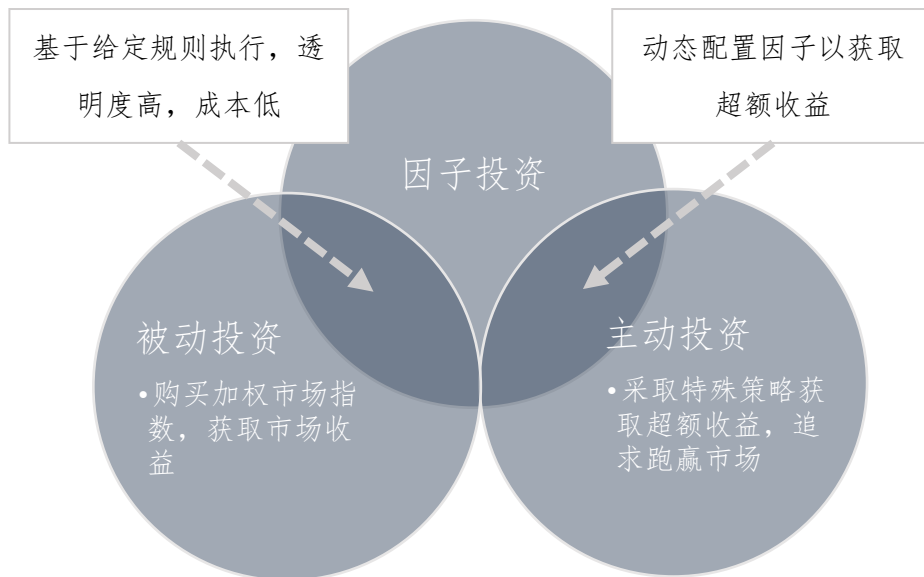 基于给定规则执行，透
明度高，成本低
动态配置因子以获取
超额收益
因子投资
被动投资
•购买加权市场指
数，获取市场收
益
主动投资
•采取特殊策略获
取超额收益，追
求跑赢市场